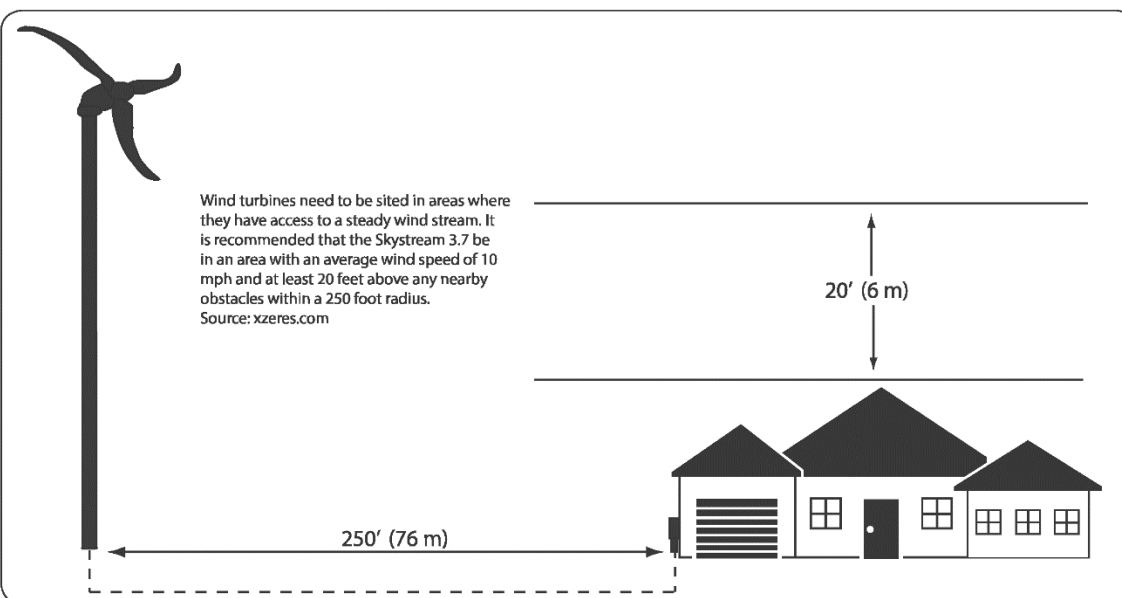 Wind turbines need to be sited in areas where
they have access to a steady wind stream. It
is recommended that the Skystream 3.7 be
in an area with an average wind speed of 10
mph and at least 20 feet above any nearby
obstacles within a 250 foot radius.
Source: xzeres.com
20' (6 m)
250' (76 m)